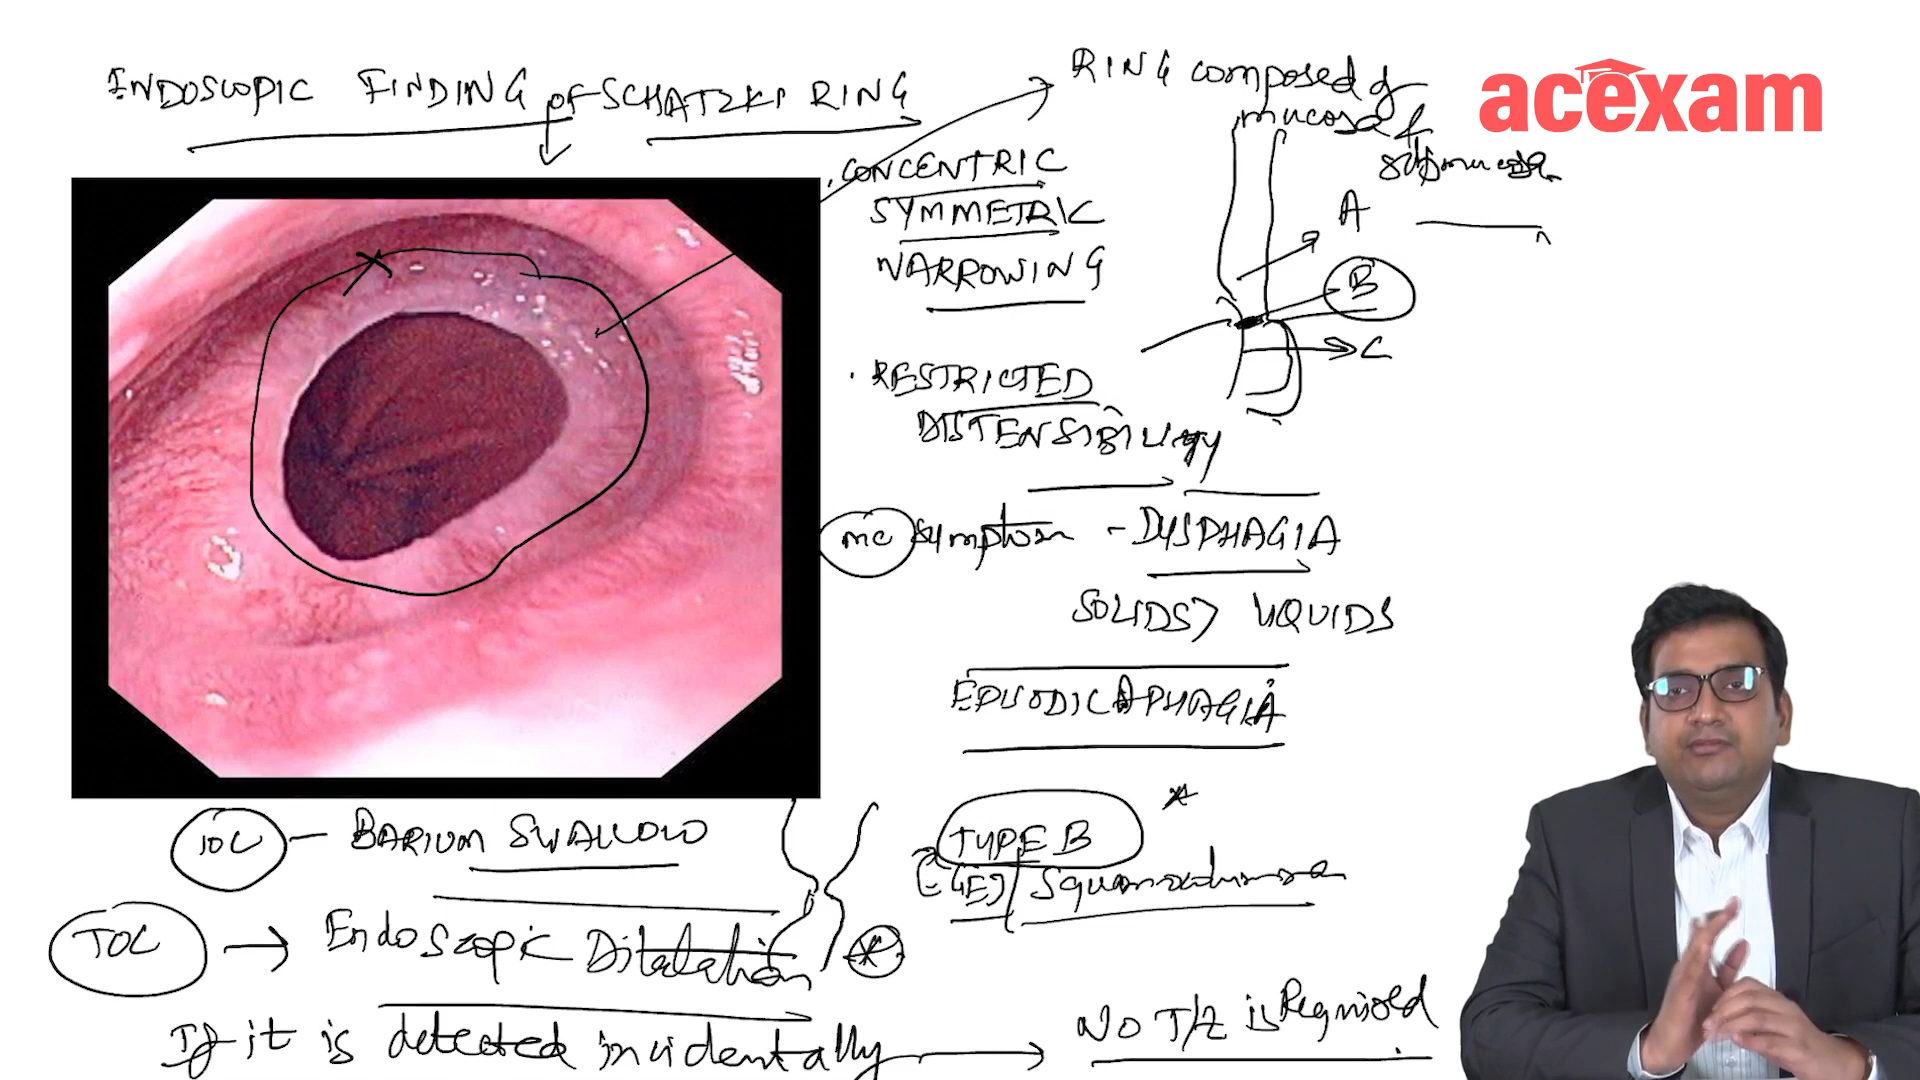 ENDOSCOPIC FINDING OF SCHATZKI RING
acexam
RING composed of
mucosa &
submucosa
. CONCENTRIC
SYMMETRIC
NARROWING
A
B
C
. RESTRICTED
DISTENSIBILITY
MC symptom - DYSPHAGIA
SOLIDS > LIQUIDS
EPISODIC APHAGIA
IOC - BARIUM SWALLOW
TYPE B
squamocolumnar
TOC → Endoscopic Dilatation
If it is detected incidentally → NO T/t is Required